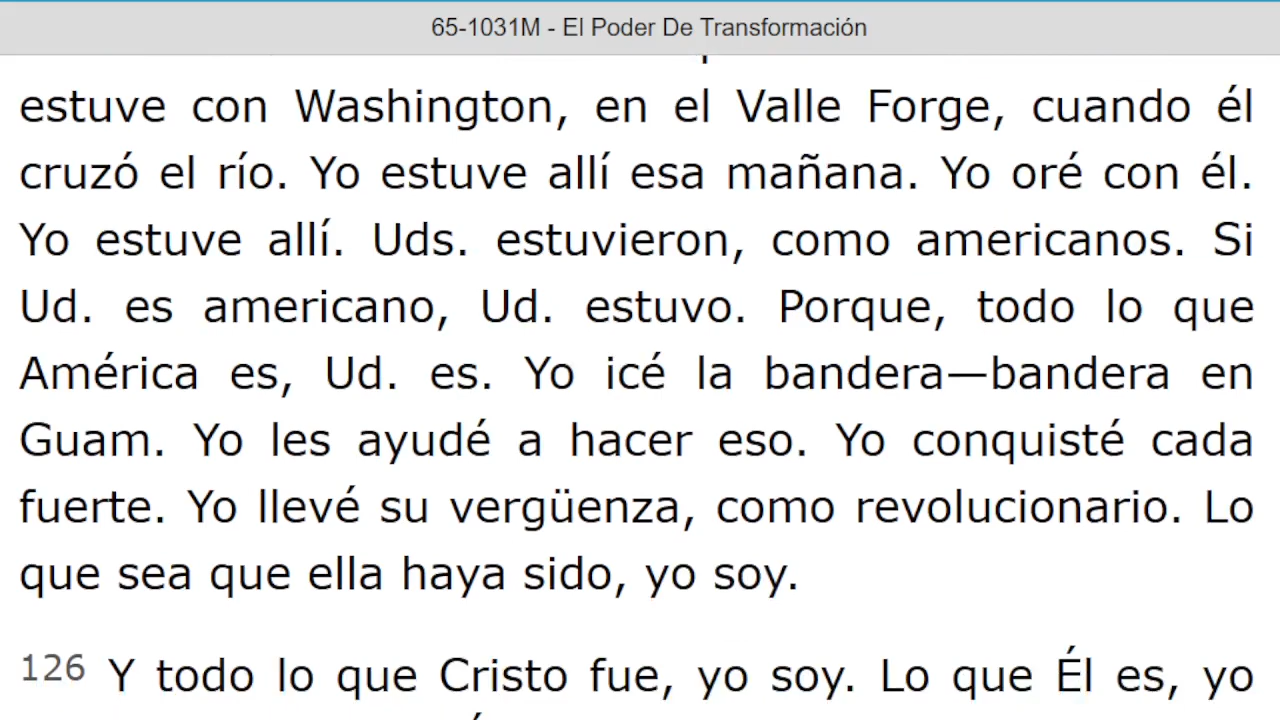 65-1031M - El Poder De Transformación
estuve con Washington, en el Valle Forge, cuando él
cruzó el río. Yo estuve allí esa mañana. Yo oré con él.
Yo estuve allí. Uds. estuvieron, como americanos. Si
Ud. es americano, Ud. estuvo. Porque, todo lo que
América es, Ud. es. Yo icé la bandera—bandera en
Guam. Yo les ayudé a hacer eso. Yo conquisté cada
fuerte. Yo llevé su vergüenza, como revolucionario. Lo
que sea que ella haya sido, yo soy.
126 Y todo lo que Cristo fue, yo soy. Lo que Él es, yo